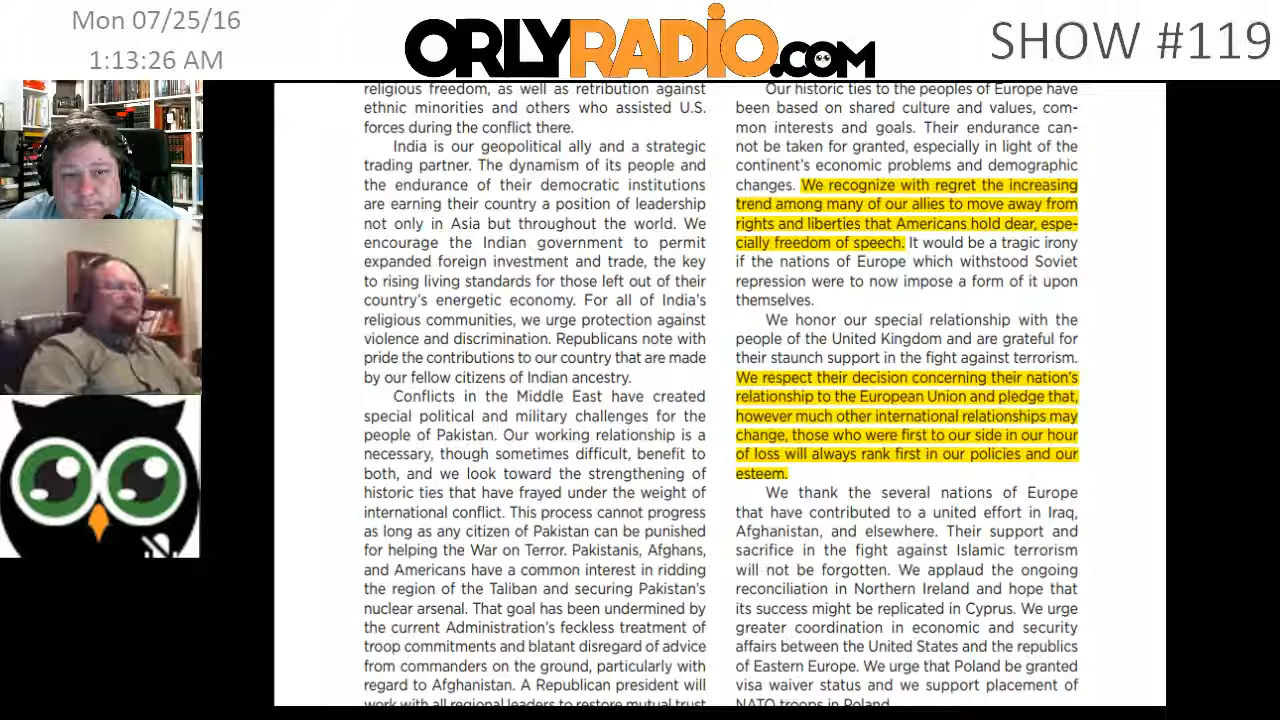 Mon 07/25/16
1:13:26 AM
ORLYRADIO.COM
SHOW #119
religious freedom, as well as retribution against
ethnic minorities and others who assisted U.S.
forces during the conflict there.
India is our geopolitical ally and a strategic
trading partner. The dynamism of its people and
the endurance of their democratic institutions
are earning their country a position of leadership
not only in Asia but throughout the world. We
encourage the Indian government to permit
expanded foreign investment and trade, the key
to rising living standards for those left out of their
country's energetic economy. For all of India's
religious communities, we urge protection against
violence and discrimination. Republicans note with
pride the contributions to our country that are made
by our fellow citizens of Indian ancestry.
Conflicts in the Middle East have created
special political and military challenges for the
people of Pakistan. Our working relationship is a
necessary, though sometimes difficult, benefit to
both, and we look toward the strengthening of
historic ties that have frayed under the weight of
international conflict. This process cannot progress
as long as any citizen of Pakistan can be punished
for helping the War on Terror. Pakistanis, Afghans,
and Americans have a common interest in ridding
the region of the Taliban and securing Pakistan's
nuclear arsenal. That goal has been undermined by
the current Administration's feckless treatment of
troop commitments and blatant disregard of advice
from commanders on the ground, particularly with
regard to Afghanistan. A Republican president will
work with all regional leaders to restore mutual trust
Our historic ties to the peoples of Europe have
been based on shared culture and values, com-
mon interests and goals. Their endurance can-
not be taken for granted, especially in light of the
continent's economic problems and demographic
changes. We recognize with regret the increasing
trend among many of our allies to move away from
rights and liberties that Americans hold dear, espe-
cially freedom of speech. It would be a tragic irony
if the nations of Europe which withstood Soviet
repression were to now impose a form of it upon
themselves.
We honor our special relationship with the
people of the United Kingdom and are grateful for
their staunch support in the fight against terrorism.
We respect their decision concerning their nation's
relationship to the European Union and pledge that,
however much other international relationships may
change, those who were first to our side in our hour
of loss will always rank first in our policies and our
esteem.
We thank the several nations of Europe
that have contributed to a united effort in Iraq,
Afghanistan, and elsewhere. Their support and
sacrifice in the fight against Islamic terrorism
will not be forgotten. We applaud the ongoing
reconciliation in Northern Ireland and hope that
its success might be replicated in Cyprus. We urge
greater coordination in economic and security
affairs between the United States and the republics
of Eastern Europe. We urge that Poland be granted
visa waiver status and we support placement of
NATO troops in Poland.